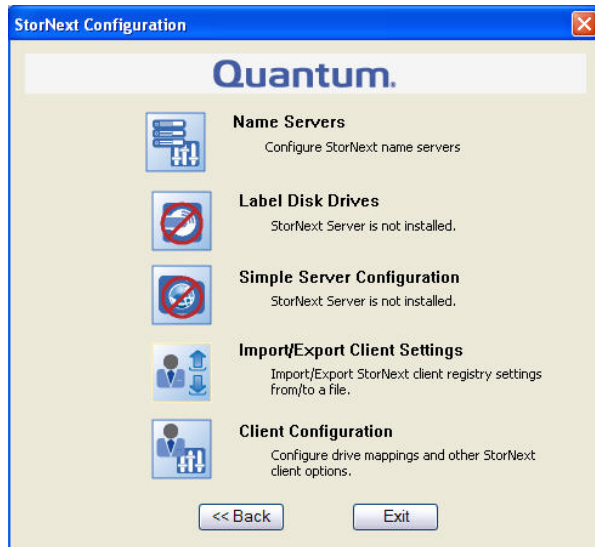 StorNext Configuration
Quantum.
Name Servers
Configure StorNext name servers
Label Disk Drives
StorNext Server is not installed.
Simple Server Configuration
StorNext Server is not installed.
Import/Export Client Settings
Import/Export StorNext client registry settings
from/to a file.
Client Configuration
Configure drive mappings and other StorNext
client options.
<< Back
Exit